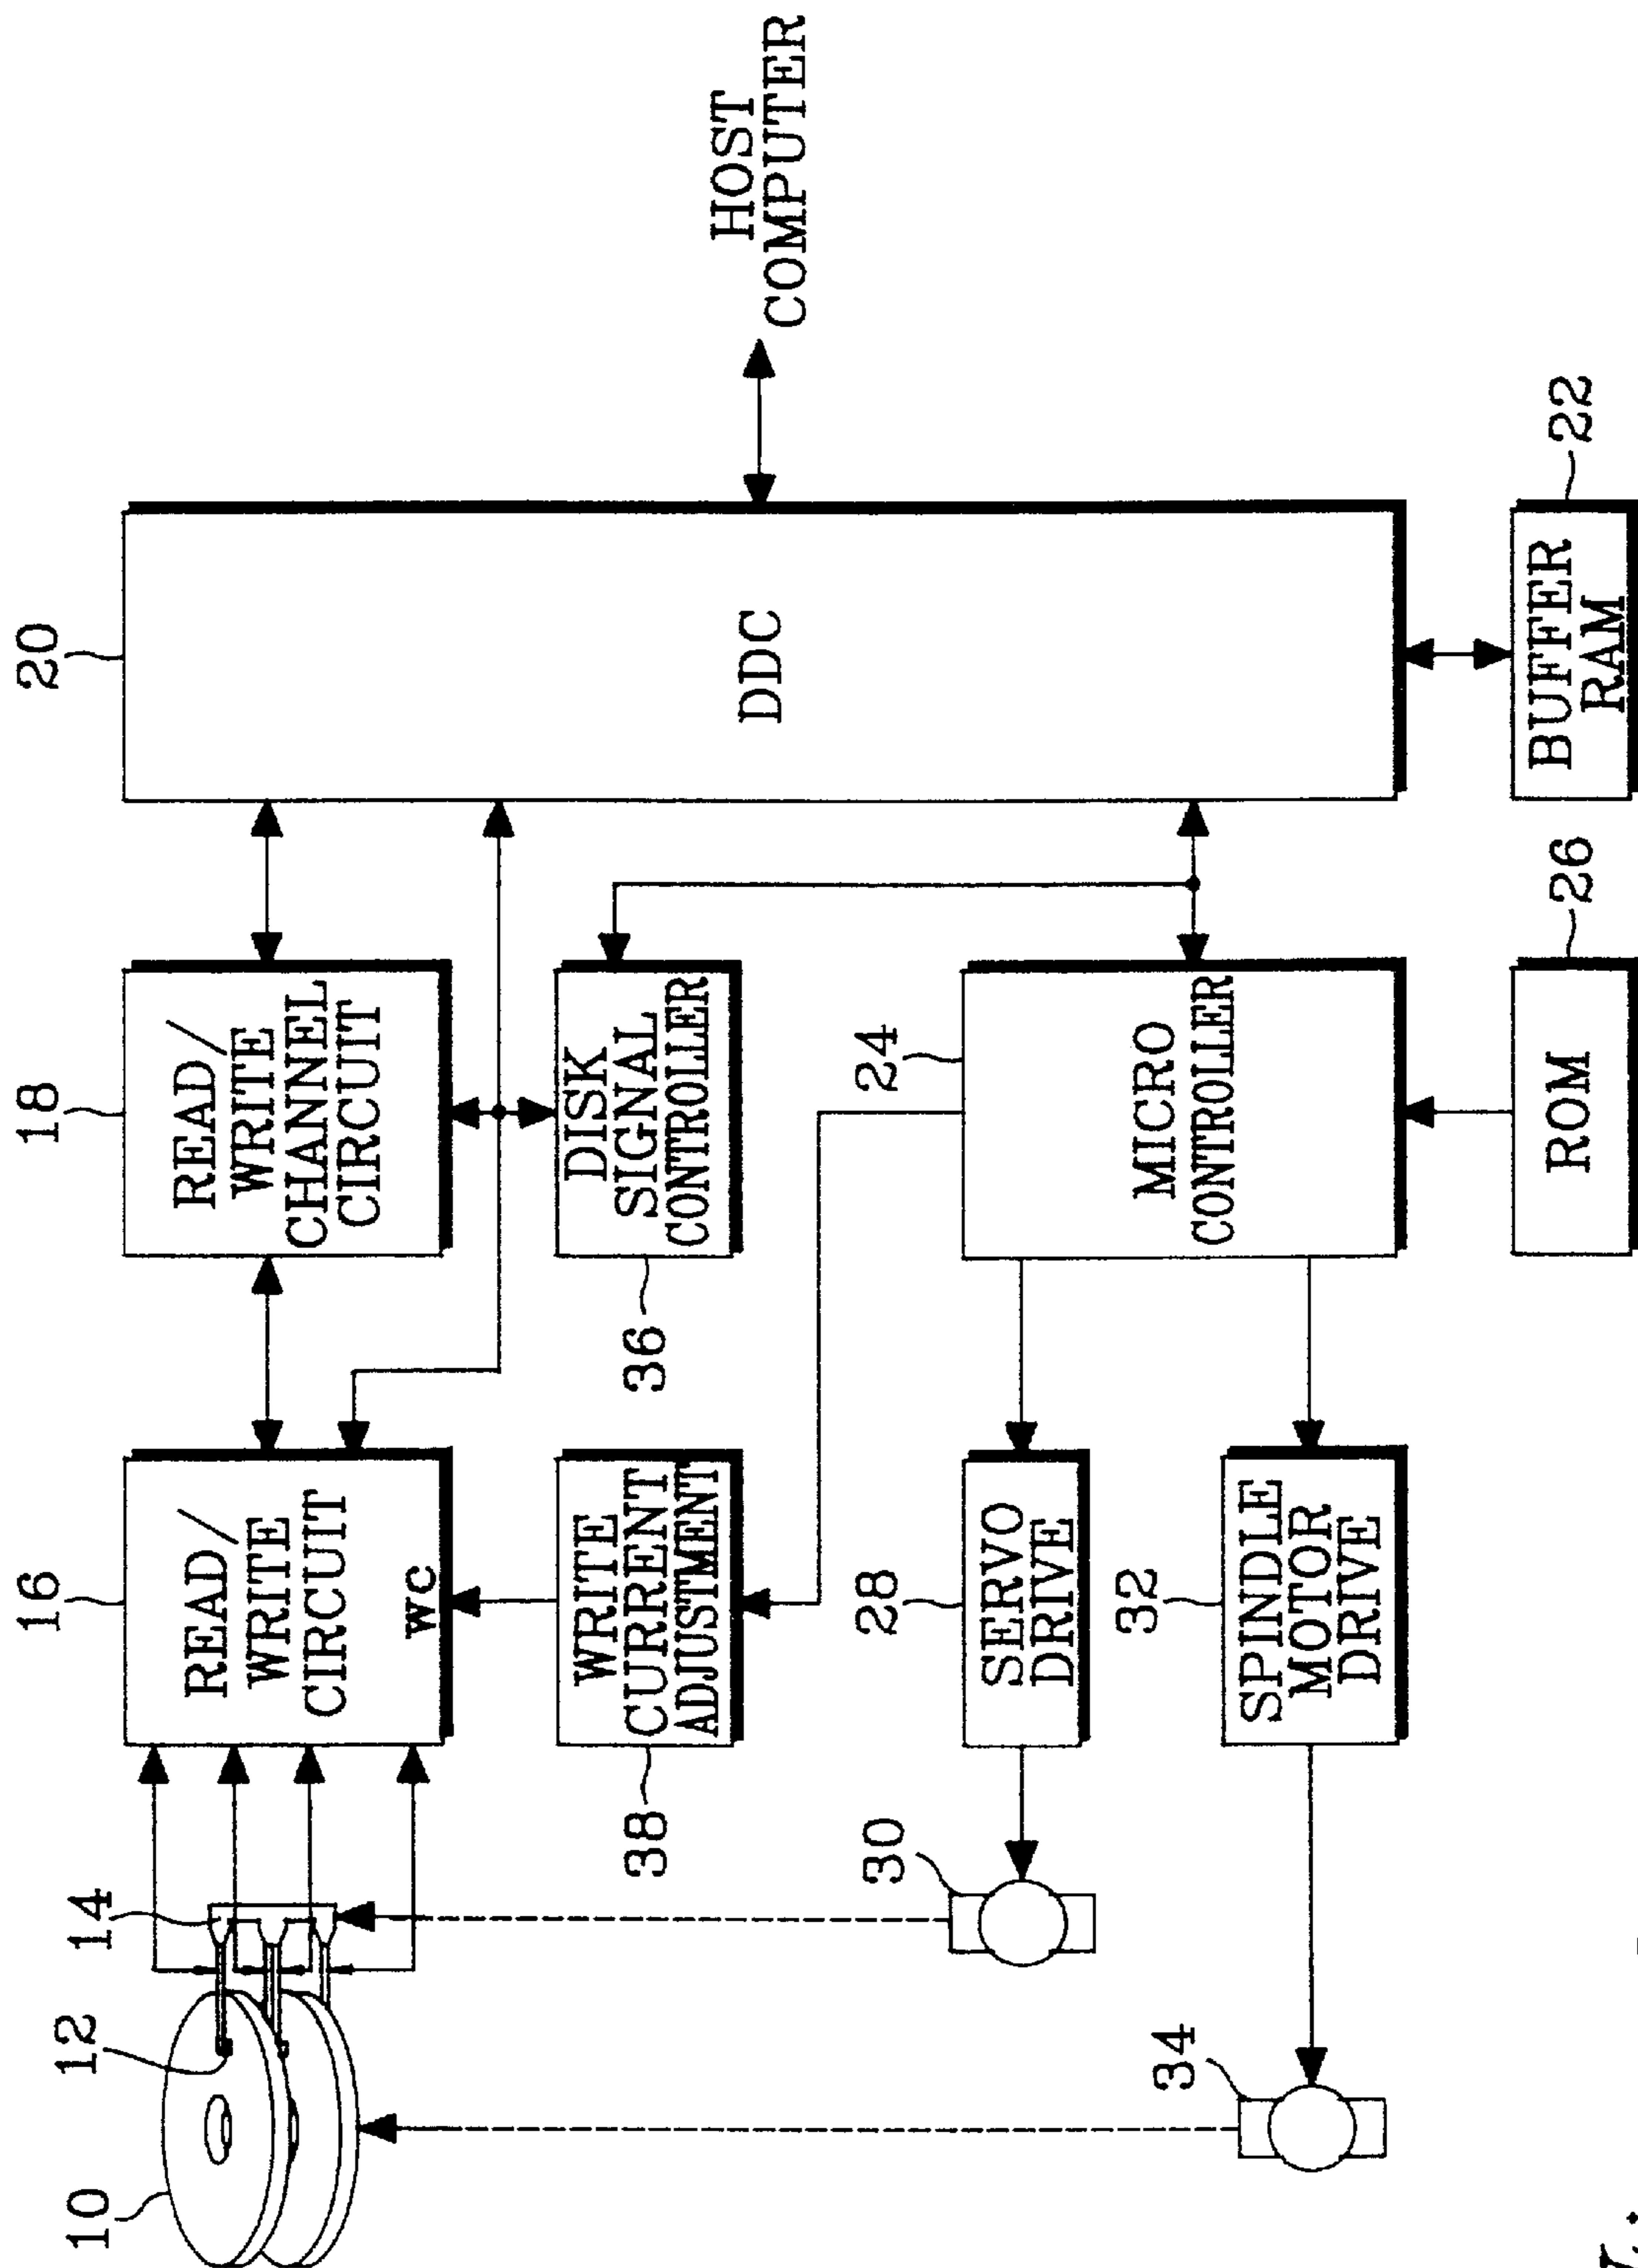 10
12
14
16
18
20
READ/
WRITE
CIRCUIT
WC
READ/
WRITE
CHANNEL
CIRCUIT
DDC
HOST
COMPUTER
38
WRITE
CURRENT
ADJUSTMENT
36
DISK
SIGNAL
CONTROLLER
30
28
SERVO
DRIVE
24
MICRO
CONTROLLER
34
32
SPINDLE
MOTOR
DRIVE
ROM
26
BUFFER
RAM
22